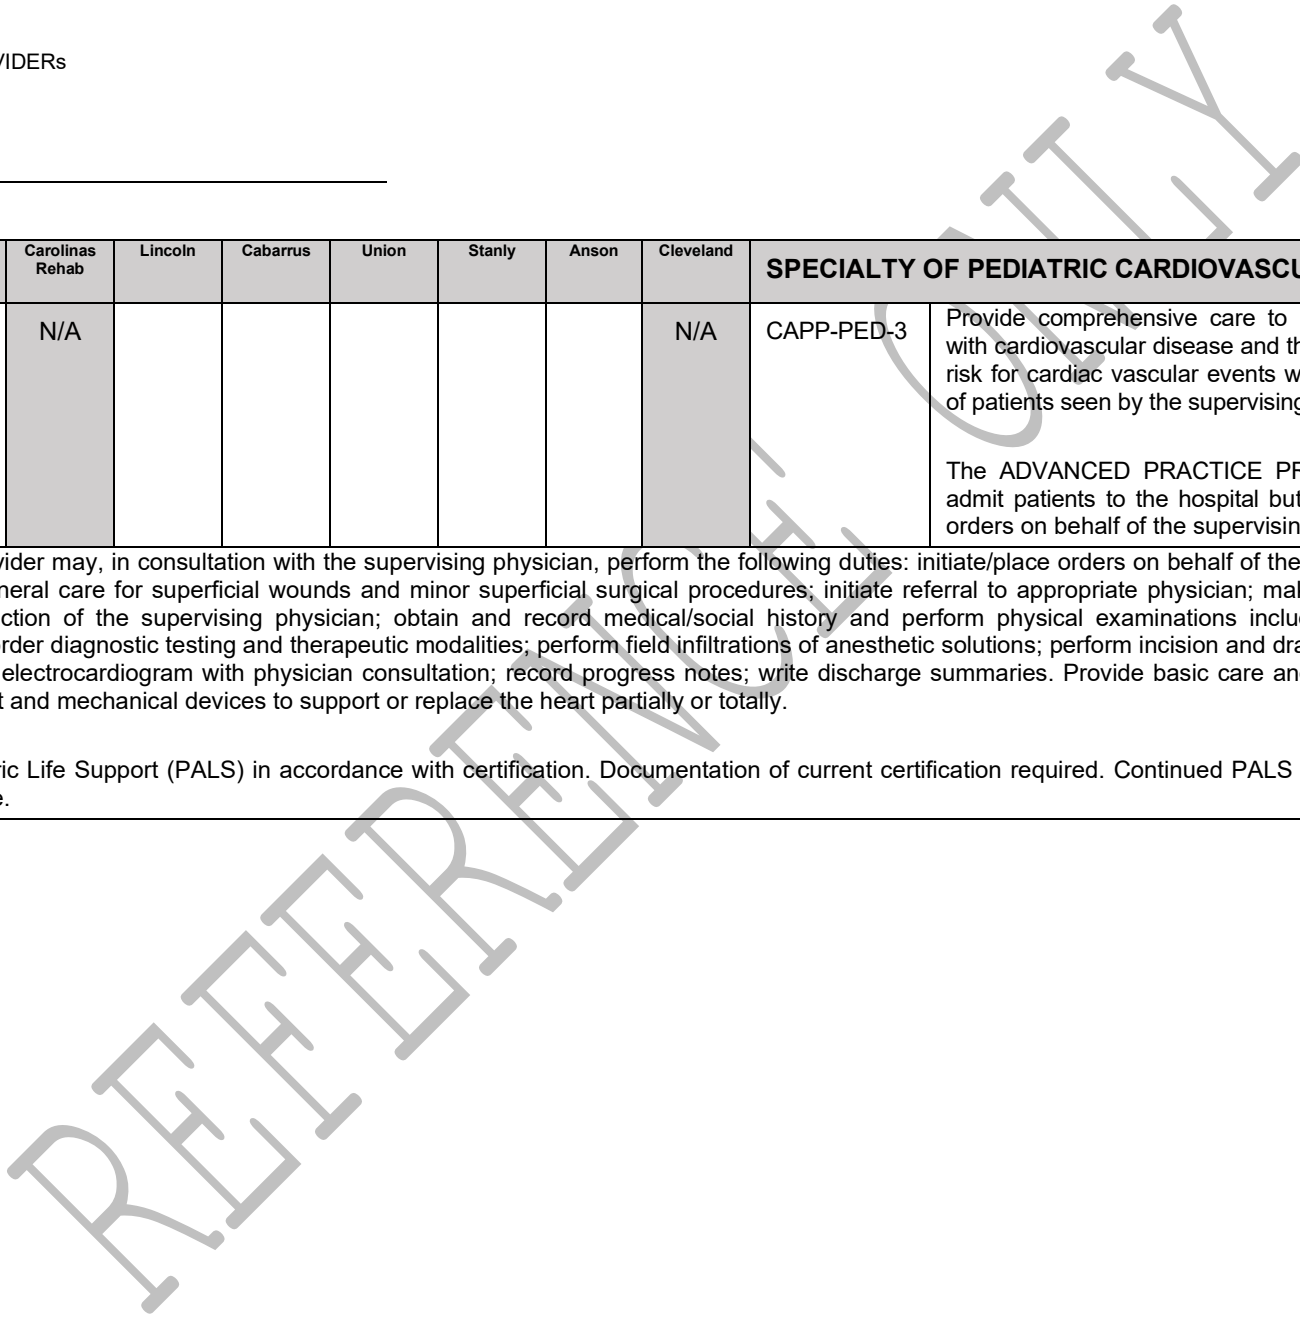 VIDERs
Carolinas Rehab Lincoln Cabarrus Union Stanly Anson Cleveland SPECIALTY OF PEDIATRIC CARDIOVASCU
N/A N/A CAPP-PED-3 Provide comprehensive care to
with cardiovascular disease and th
risk for cardiac vascular events w
of patients seen by the supervising
The ADVANCED PRACTICE PR
admit patients to the hospital but
orders on behalf of the supervisin
vider may, in consultation with the supervising physician, perform the following duties: initiate/place orders on behalf of the
neral care for superficial wounds and minor superficial surgical procedures; initiate referral to appropriate physician; mal
ction of the supervising physician; obtain and record medical/social history and perform physical examinations inclu
order diagnostic testing and therapeutic modalities; perform field infiltrations of anesthetic solutions; perform incision and dra
electrocardiogram with physician consultation; record progress notes; write discharge summaries. Provide basic care an
t and mechanical devices to support or replace the heart partially or totally.
ric Life Support (PALS) in accordance with certification. Documentation of current certification required. Continued PALS
e.
REFERENCE ONLY